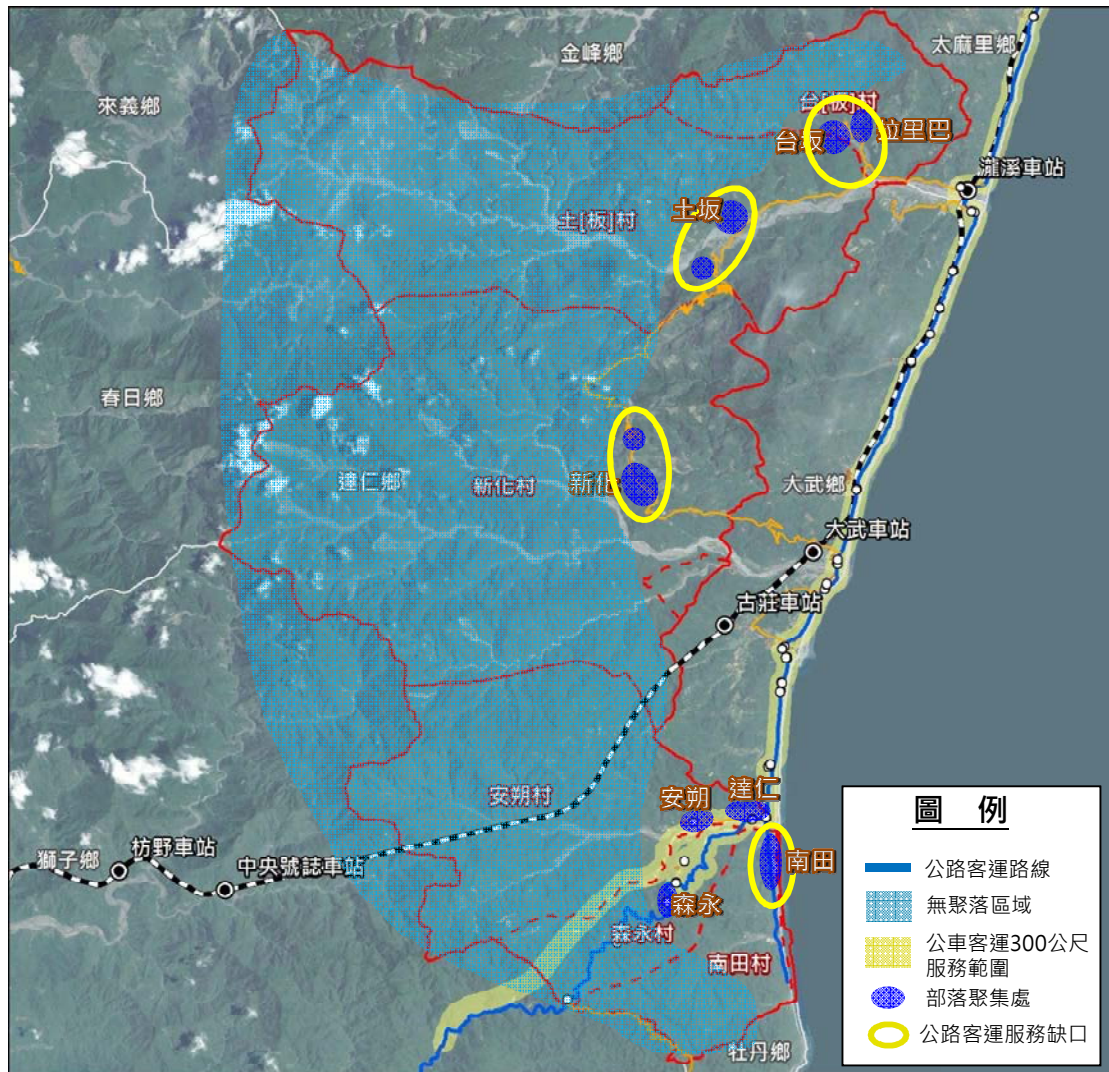 金峰鄉
太麻里鄉
來義鄉
台[板]村
拉里巴
台坂
瀧溪車站
土坂
土[板]村
春日鄉
達仁鄉
新化村
新化
大武鄉
大武車站
古莊車站
安朔村
安朔
達仁
獅子鄉
枋野車站
中央號誌車站
南田
森永
森永村
南田村
牡丹鄉
圖 例
公路客運路線
無聚落區域
公車客運300公尺
服務範圍
部落聚集處
公路客運服務缺口